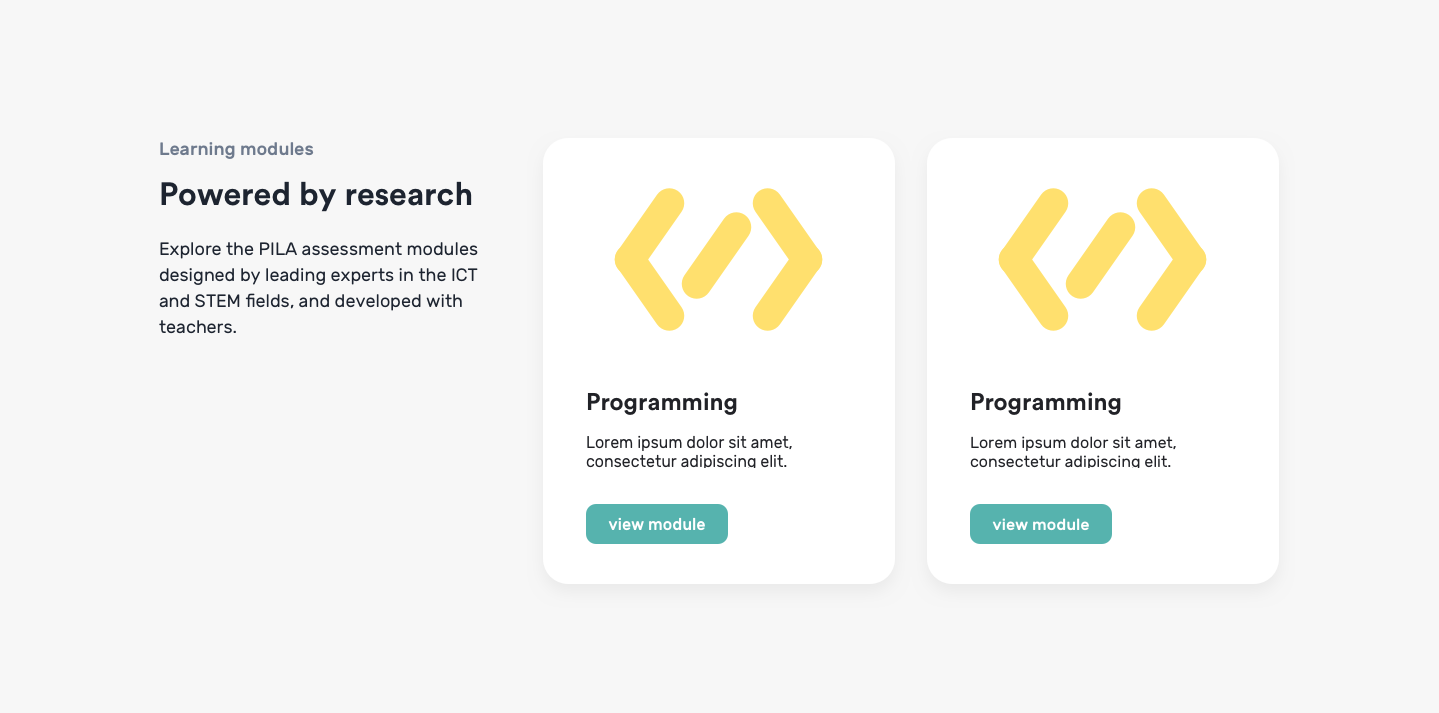 Learning modules
Powered by research
Explore the PILA assessment modules
designed by leading experts in the ICT
and STEM fields, and developed with
teachers.
Programming
Lorem ipsum dolor sit amet,
consectetur adipiscing elit.
view module
Programming
Lorem ipsum dolor sit amet,
consectetur adipiscing elit.
view module